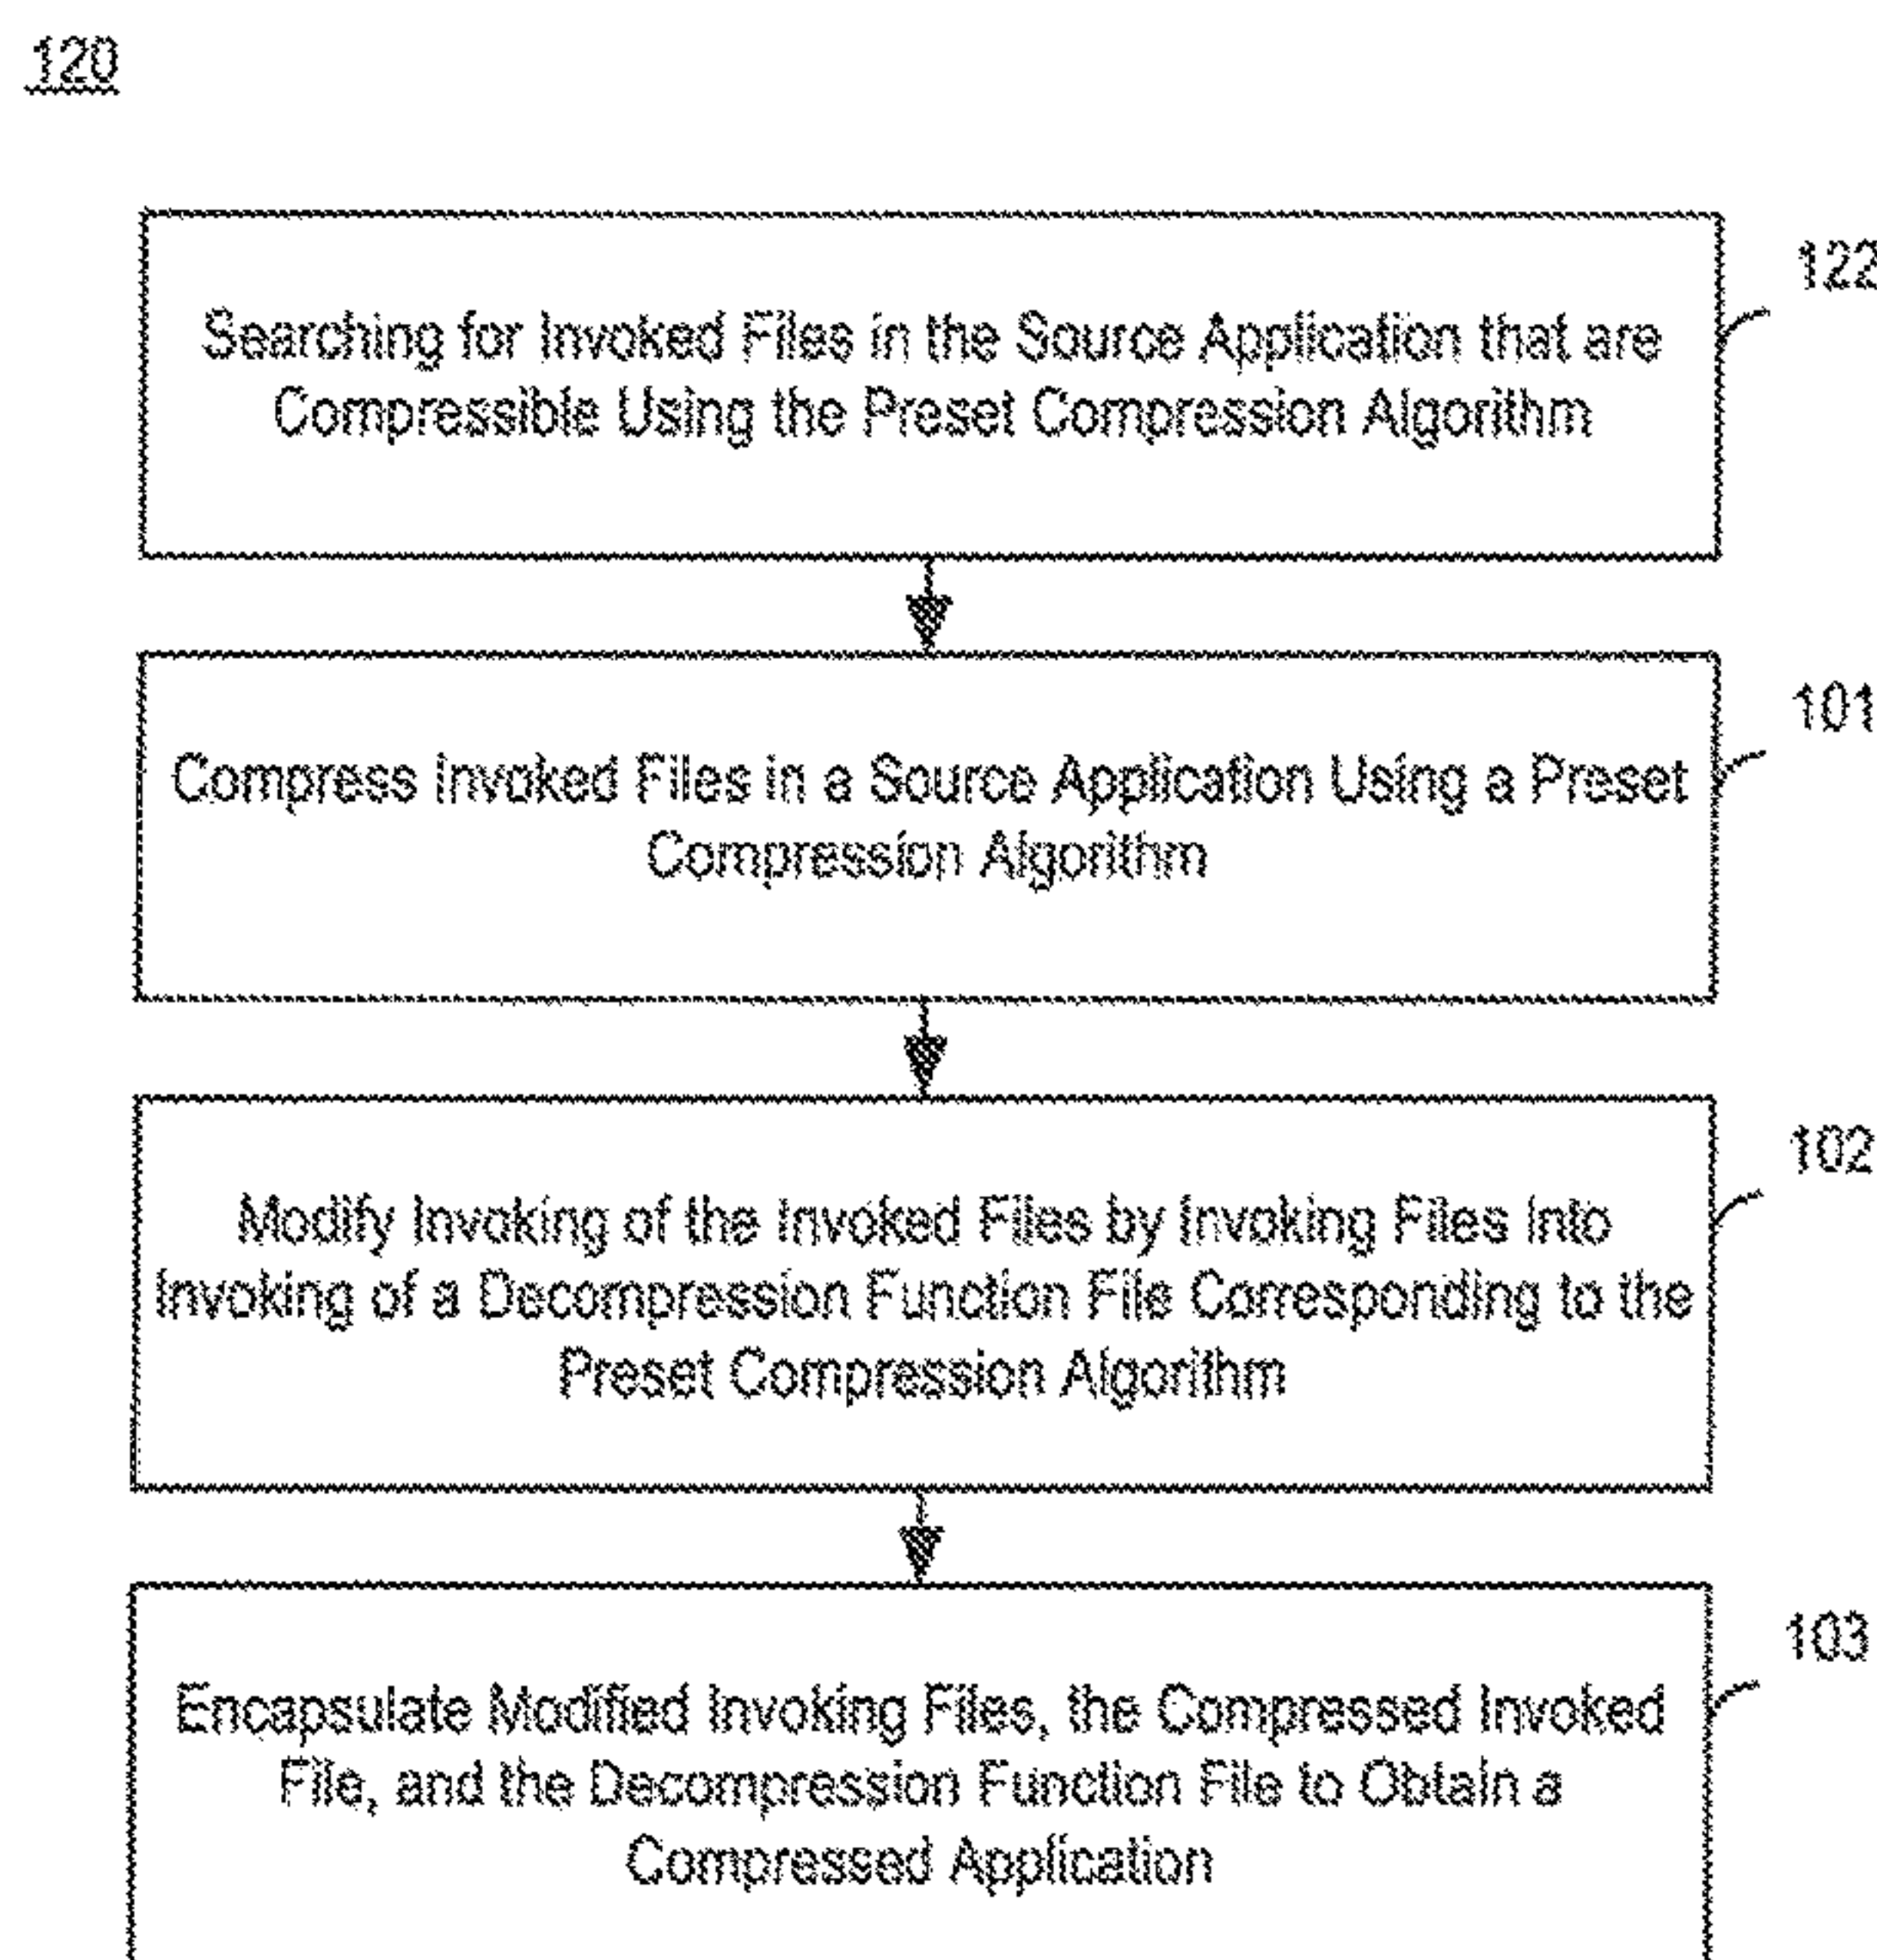 120
122
Searching for Invoked Files in the Source Application that are
Compressible Using the Preset Compression Algorithm
101
Compress Invoked Files in a Source Application Using a Preset
Compression Algorithm
102
Modify Invoking of the Invoked Files by Invoking Files Into
Invoking of a Decompression Function File Corresponding to the
Preset Compression Algorithm
103
Encapsulate Modified Invoking Files, the Compressed Invoked
File, and the Decompression Function File to Obtain a
Compressed Application